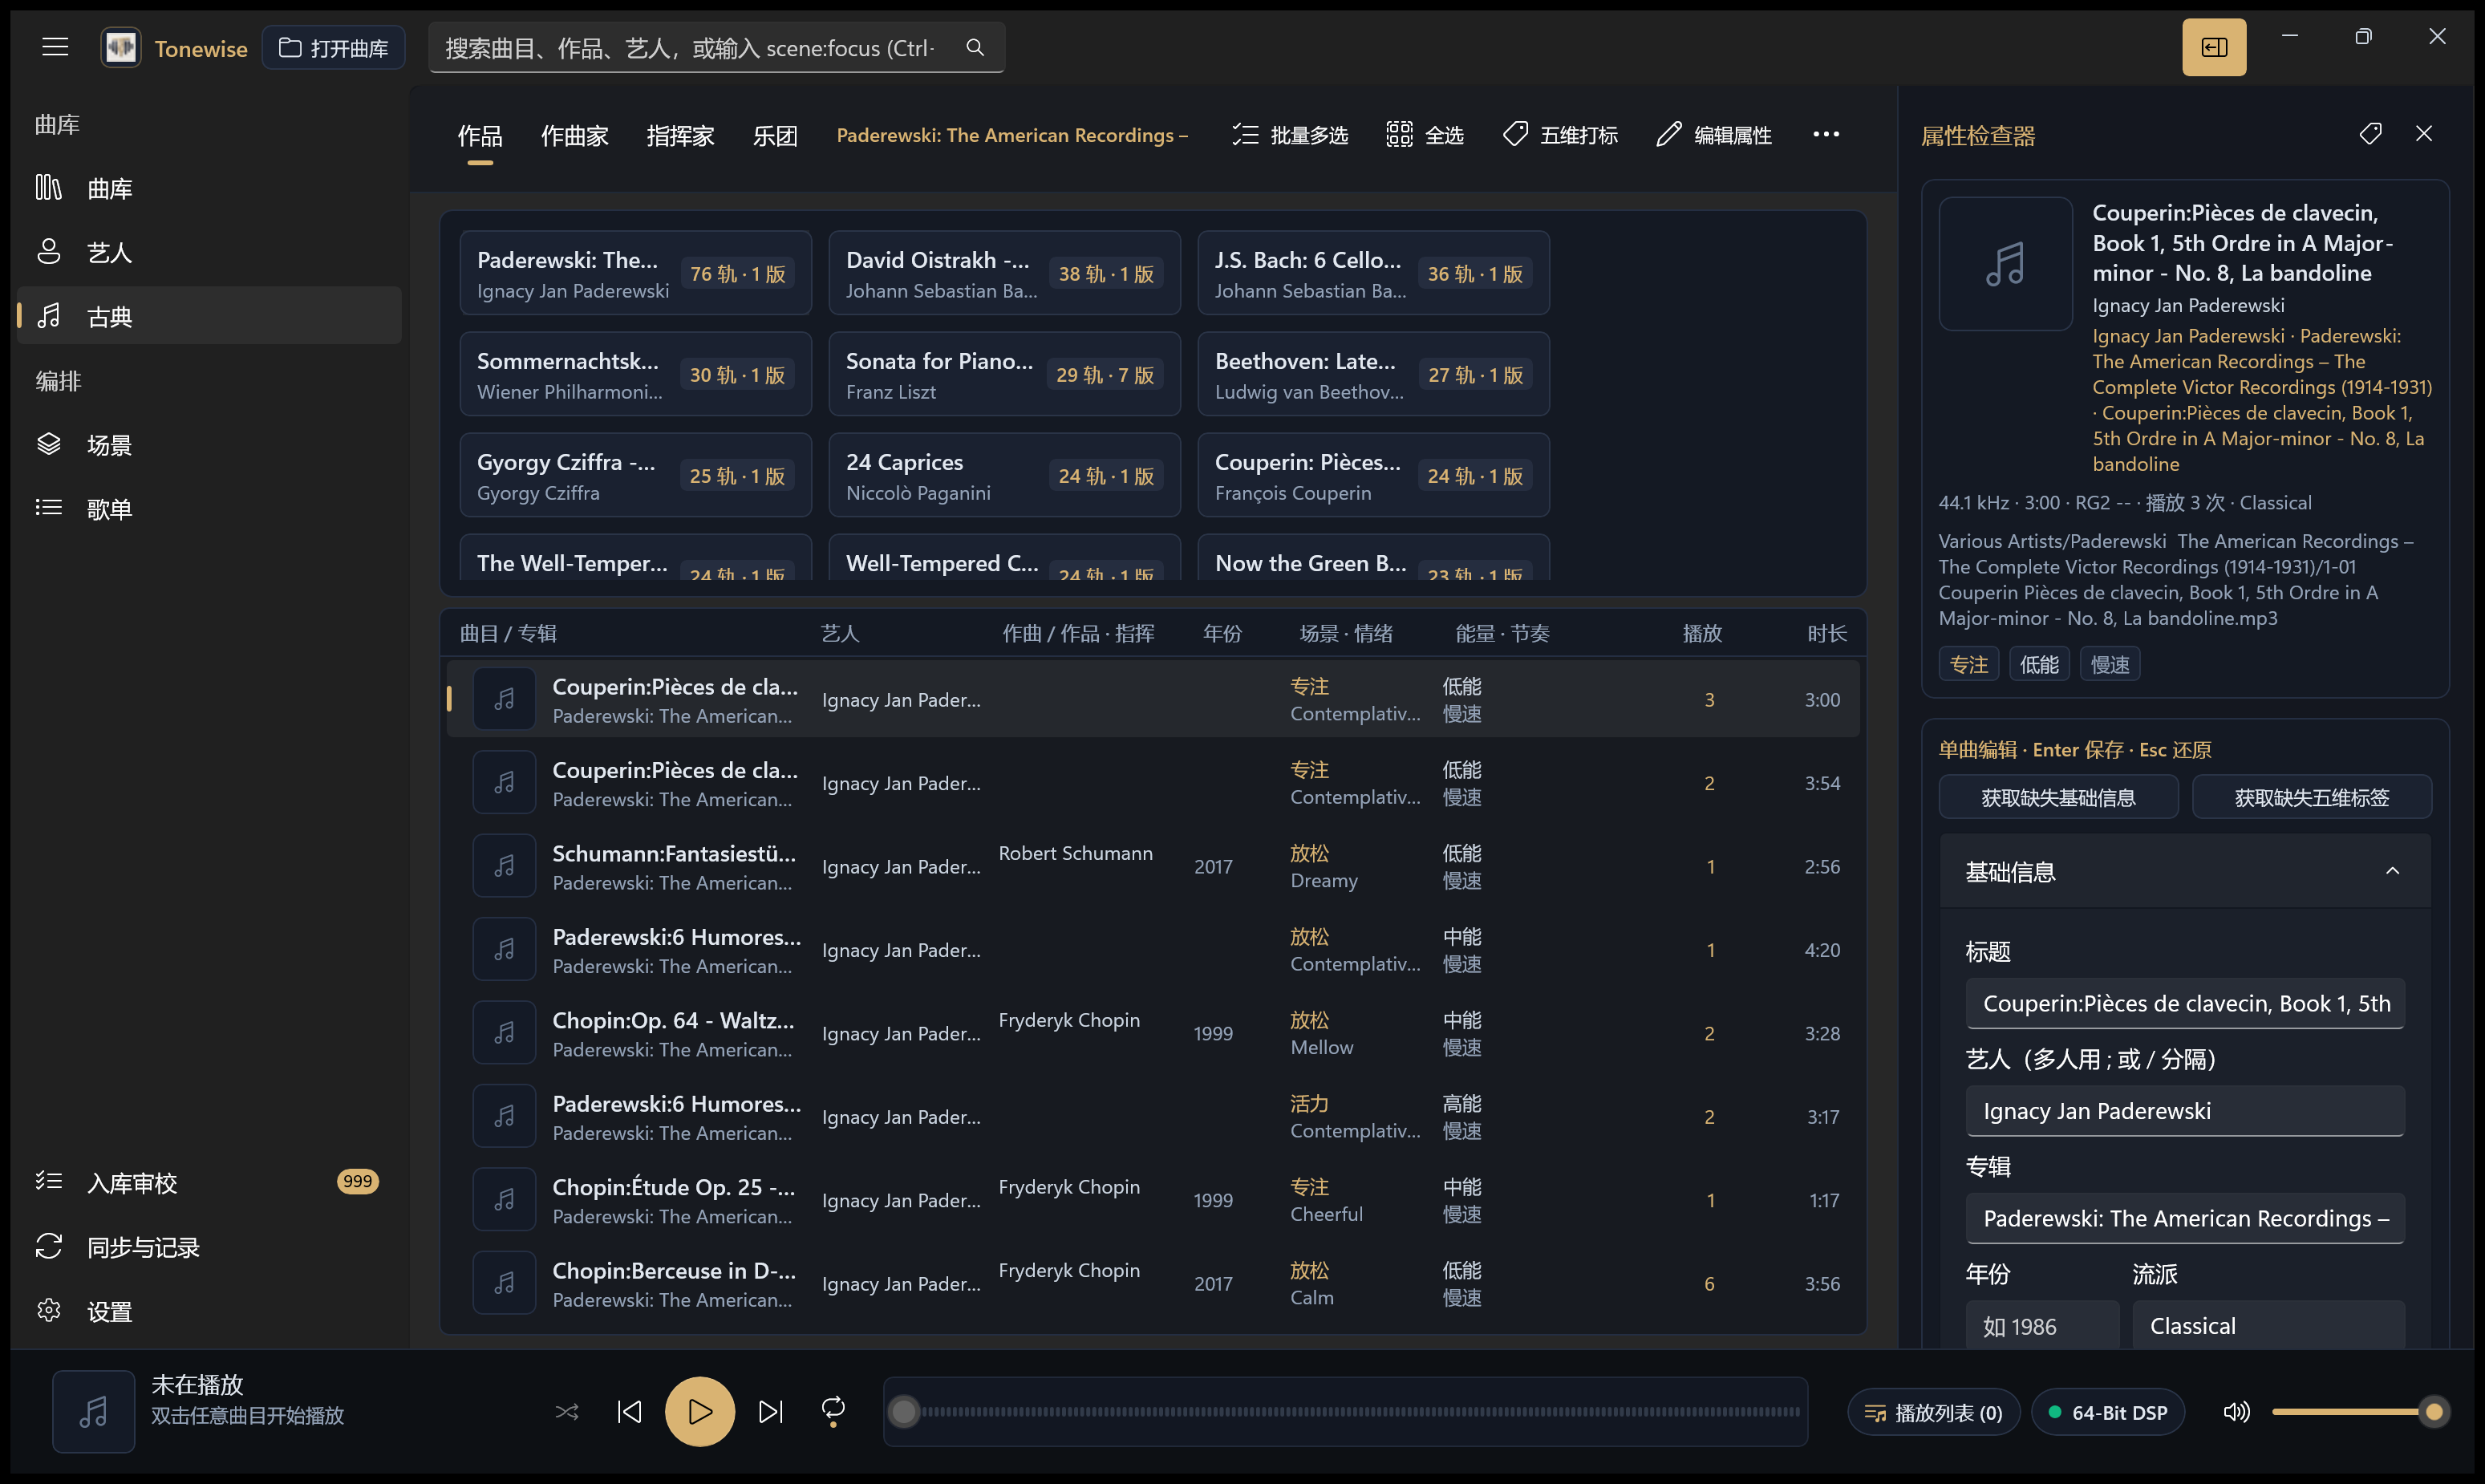 Tonewise
打开曲库
搜索曲目、作品、艺人，或输入 scene:focus (Ctrl-
曲库
曲库
艺人
古典
编排
场景
歌单
入库审校
999
同步与记录
设置
作品
作曲家
指挥家
乐团
Paderewski: The American Recordings –
批量多选
全选
五维打标
编辑属性
Paderewski: The...
Ignacy Jan Paderewski
76 轨 · 1 版
David Oistrakh -...
Johann Sebastian Ba...
38 轨 · 1 版
J.S. Bach: 6 Cello...
Johann Sebastian Ba...
36 轨 · 1 版
Sommernachtsk...
Wiener Philharmoni...
30 轨 · 1 版
Sonata for Piano...
Franz Liszt
29 轨 · 7 版
Beethoven: Late...
Ludwig van Beethov...
27 轨 · 1 版
Gyorgy Cziffra -...
Gyorgy Cziffra
25 轨 · 1 版
24 Caprices
Niccolò Paganini
24 轨 · 1 版
Couperin: Pièces...
François Couperin
24 轨 · 1 版
The Well-Temper...
24 轨 · 1 版
Well-Tempered C...
24 轨 · 1 版
Now the Green B...
23 轨 · 1 版
曲目 / 专辑
艺人
作曲 / 作品 · 指挥
年份
场景 · 情绪
能量 · 节奏
播放
时长
Couperin:Pièces de cla...
Paderewski: The American...
Ignacy Jan Pader...
专注
Contemplativ...
低能
慢速
3
3:00
Couperin:Pièces de cla...
Paderewski: The American...
Ignacy Jan Pader...
专注
Contemplativ...
低能
慢速
2
3:54
Schumann:Fantasiestü...
Paderewski: The American...
Ignacy Jan Pader...
Robert Schumann
2017
放松
Dreamy
低能
慢速
1
2:56
Paderewski:6 Humores...
Paderewski: The American...
Ignacy Jan Pader...
放松
Contemplativ...
中能
慢速
1
4:20
Chopin:Op. 64 - Waltz...
Paderewski: The American...
Ignacy Jan Pader...
Fryderyk Chopin
1999
放松
Mellow
中能
慢速
2
3:28
Paderewski:6 Humores...
Paderewski: The American...
Ignacy Jan Pader...
活力
Contemplativ...
高能
慢速
2
3:17
Chopin:Étude Op. 25 -...
Paderewski: The American...
Ignacy Jan Pader...
Fryderyk Chopin
1999
专注
Cheerful
中能
慢速
1
1:17
Chopin:Berceuse in D-...
Paderewski: The American...
Ignacy Jan Pader...
Fryderyk Chopin
2017
放松
Calm
低能
慢速
6
3:56
属性检查器
Couperin:Pièces de clavecin,
Book 1, 5th Ordre in A Major-
minor - No. 8, La bandoline
Ignacy Jan Paderewski
Ignacy Jan Paderewski · Paderewski:
The American Recordings – The
Complete Victor Recordings (1914-1931)
· Couperin:Pièces de clavecin, Book 1,
5th Ordre in A Major-minor - No. 8, La
bandoline
44.1 kHz · 3:00 · RG2 -- · 播放 3 次 · Classical
Various Artists/Paderewski  The American Recordings –
The Complete Victor Recordings (1914-1931)/1-01
Couperin Pièces de clavecin, Book 1, 5th Ordre in A
Major-minor - No. 8, La bandoline.mp3
专注
低能
慢速
单曲编辑 · Enter 保存 · Esc 还原
获取缺失基础信息
获取缺失五维标签
基础信息
标题
Couperin:Pièces de clavecin, Book 1, 5th
艺人（多人用 ; 或 / 分隔）
Ignacy Jan Paderewski
专辑
Paderewski: The American Recordings –
年份
流派
如 1986
Classical
未在播放
双击任意曲目开始播放
播放列表 (0)
64-Bit DSP